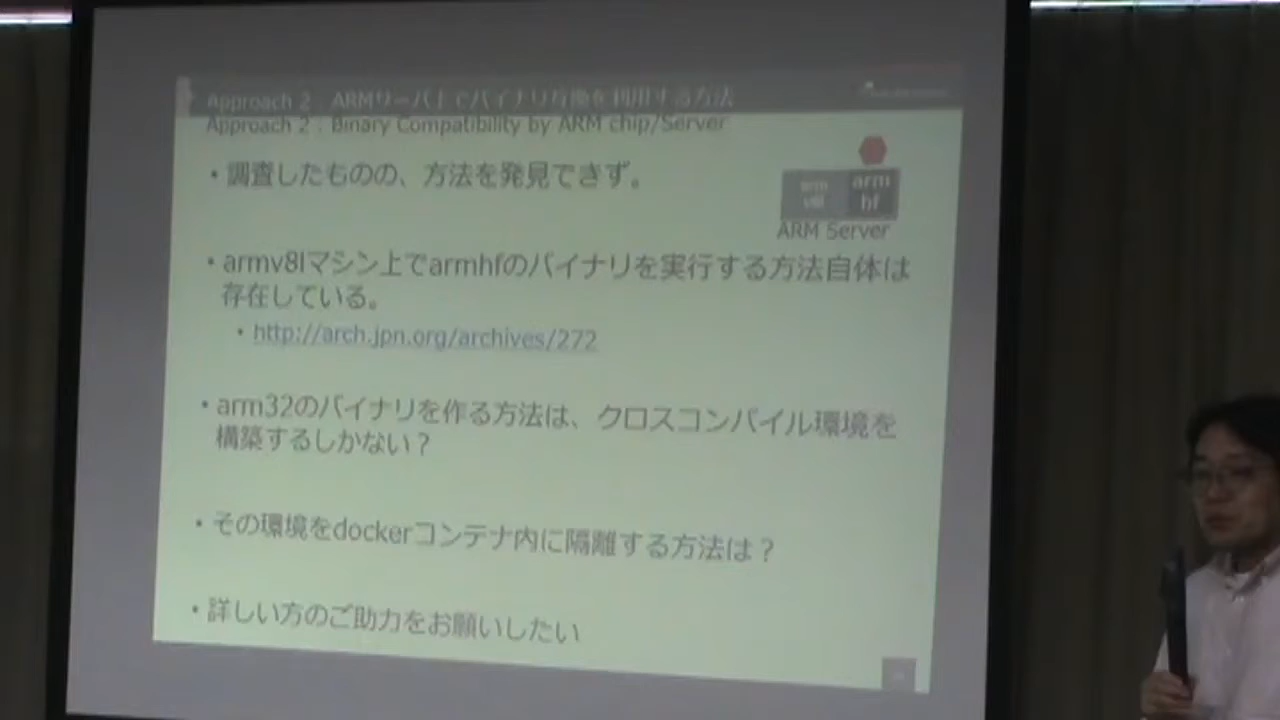 Approach 2 : ARMサーバ上でバイナリ互換を利用する方法
Approach 2 : Binary Compatibility by ARM chip/Server
・調査したものの、方法を発見できず。
arm
arm
hf
ARM Server
・armv8lマシン上でarmhfのバイナリを実行する方法自体は
存在している。
・http://arch.jpn.org/archives/272
・arm32のバイナリを作る方法は、クロスコンパイル環境を
構築するしかない？
・その環境をdockerコンテナ内に隔離する方法は？
・詳しい方のご助力をお願いしたい